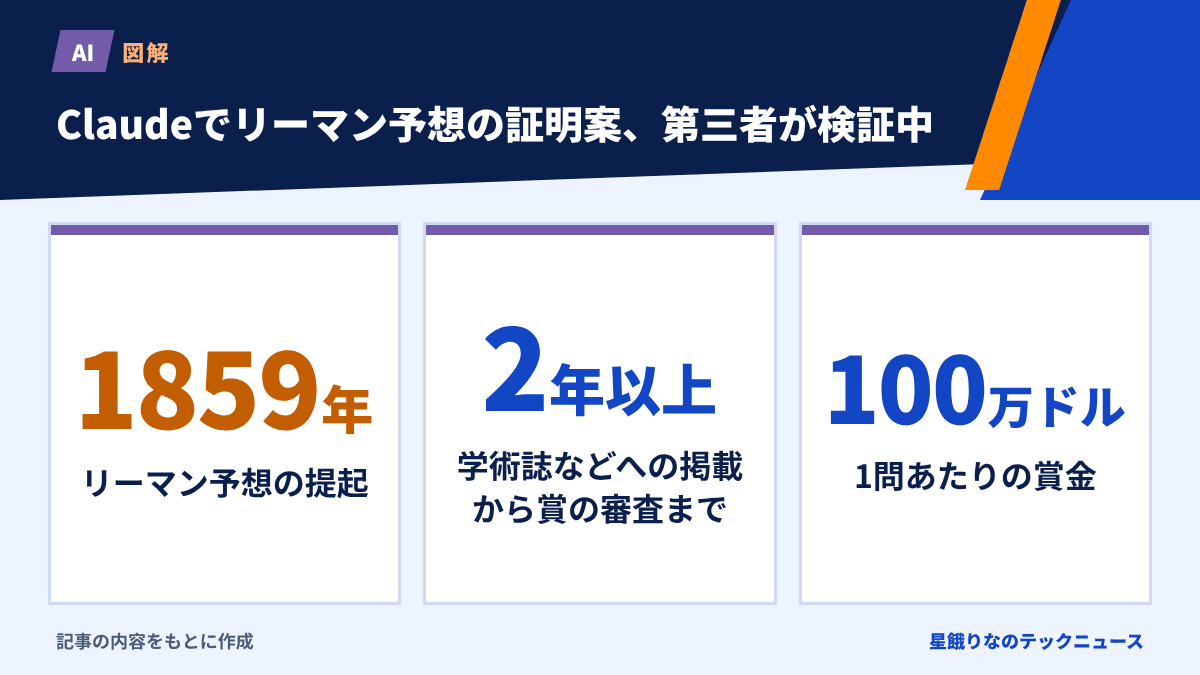 AI 図解
Claudeでリーマン予想の証明案、第三者が検証中
1859年
リーマン予想の提起
2年以上
学術誌などへの掲載
から賞の審査まで
100万ドル
1問あたりの賞金
記事の内容をもとに作成
星餓りなのテックニュース